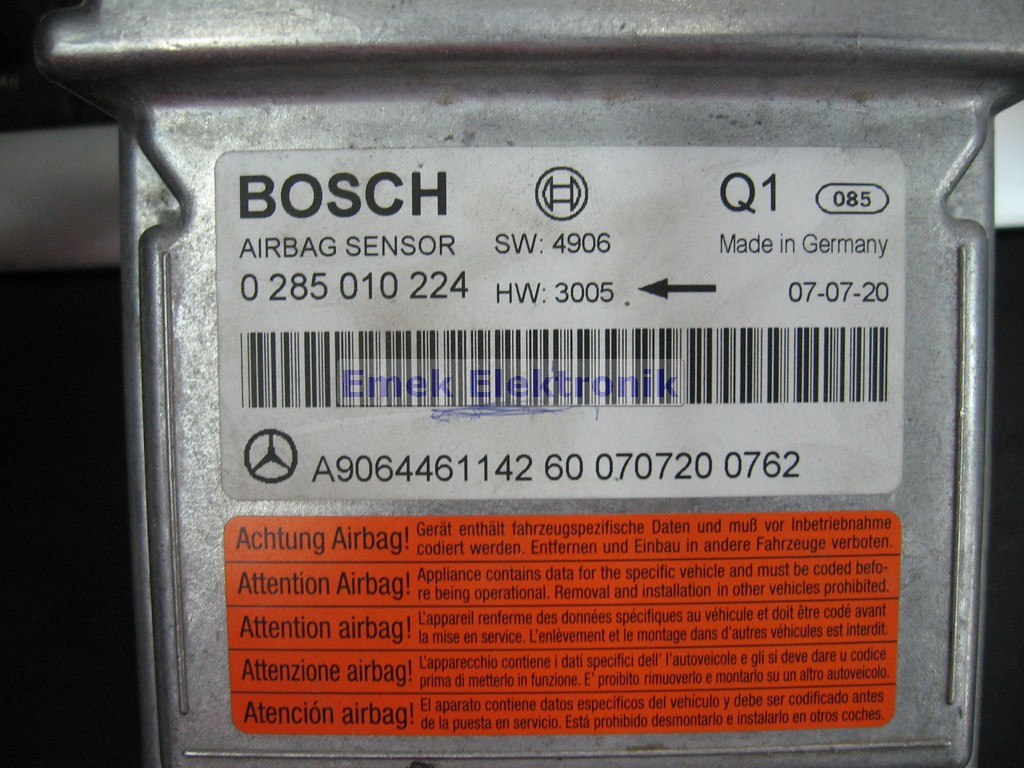 BOSCH Q1 085
AIRBAG SENSOR SW: 4906 Made in Germany
0 285 010 224 HW: 3005 07-07-20
Emek Elektronik
A9064461142 60 070720 0762
Achtung Airbag! Gerät enthält fahrzeugspezifische Daten und muß vor Inbetriebnahme
codiert werden. Entfernen und Einbau in andere Fahrzeuge verboten.
Attention Airbag! Appliance contains data for the specific vehicle and must be coded befo-
re being operational. Removal and installation in other vehicles prohibited.
Attention airbag! L'appareil renferme des données spécifiques au véhicule et doit être codé avant
la mise en service. L'enlèvement et le montage dans d'autres véhicules est interdit.
Attenzione airbag! L'apparecchio contiene i dati specifici dell' l'autoveicole e gli si deve dare u codice
prima di metterlo in funzione. E' proibito rimuoverlo e montarlo su un altro autoveicolo.
Atención airbag! El aparato contiene datos específicos del vehículo y debe ser codificado antes
de la puesta en servicio. Está prohibido desmontarlo e instalarlo en otros coches.